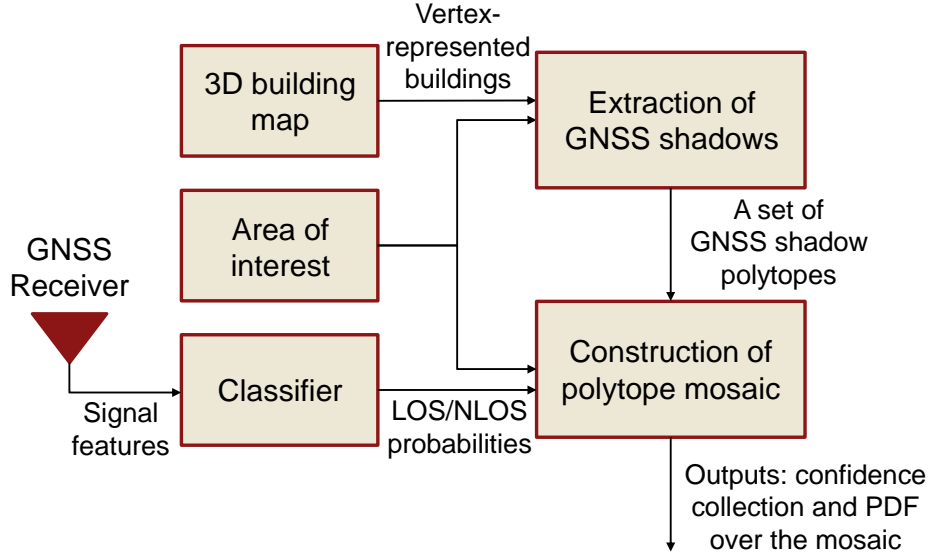 Vertex-
represented
buildings
3D building
map
Extraction of
GNSS shadows
Area of
interest
A set of
GNSS shadow
polytopes
GNSS
Receiver
Classifier
Construction of
polytope mosaic
Signal
features
LOS/NLOS
probabilities
Outputs: confidence
collection and PDF
over the mosaic